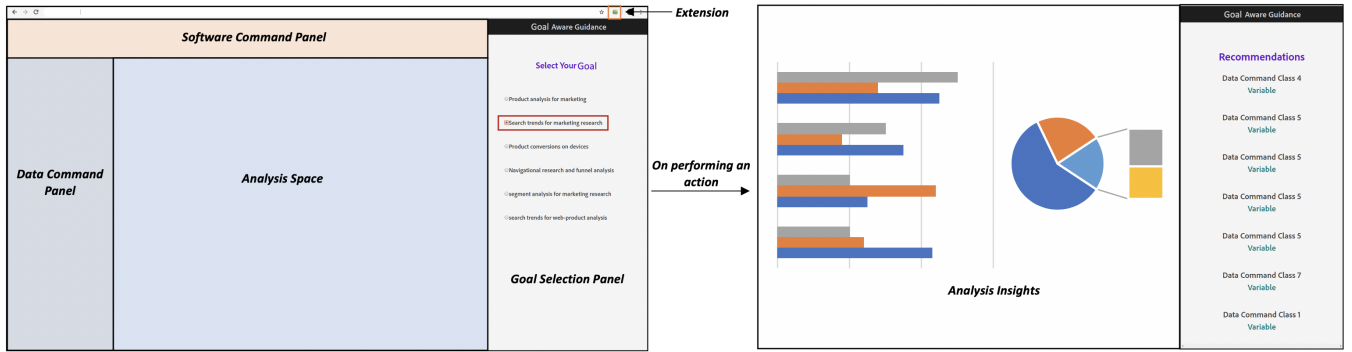 Extension
Software Command Panel
Data Command
Panel
Analysis Space
Goal Aware Guidance
Select Your Goal
Product analysis for marketing
Search trends for marketing research
Product conversions on devices
Navigational research and funnel analysis
segment analysis for marketing research
search trends for web-product analysis
Goal Selection Panel
On performing an
action
Analysis Insights
Goal Aware Guidance
Recommendations
Data Command Class 4
Variable
Data Command Class 5
Variable
Data Command Class 5
Variable
Data Command Class 5
Variable
Data Command Class 5
Variable
Data Command Class 7
Variable
Data Command Class 1
Variable